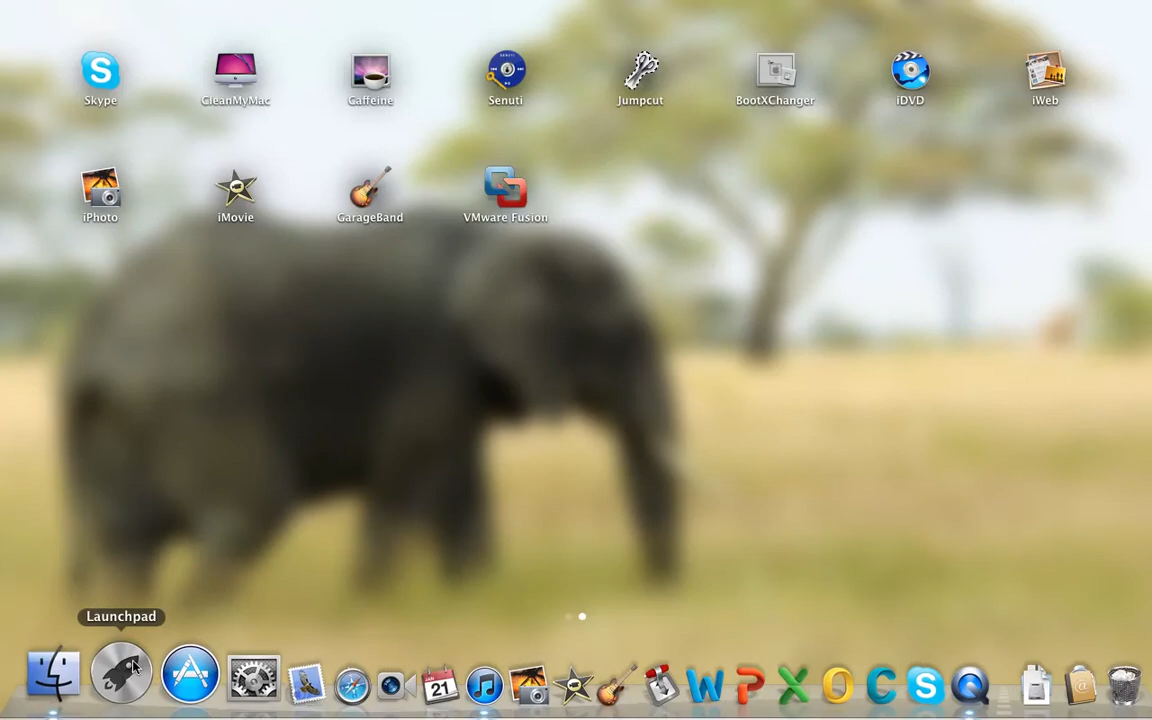 Skype CleanMyMac Caffeine Senuti Jumpcut BootXChanger iDVD iWeb
iPhoto iMovie GarageBand VMware Fusion
Launchpad
21